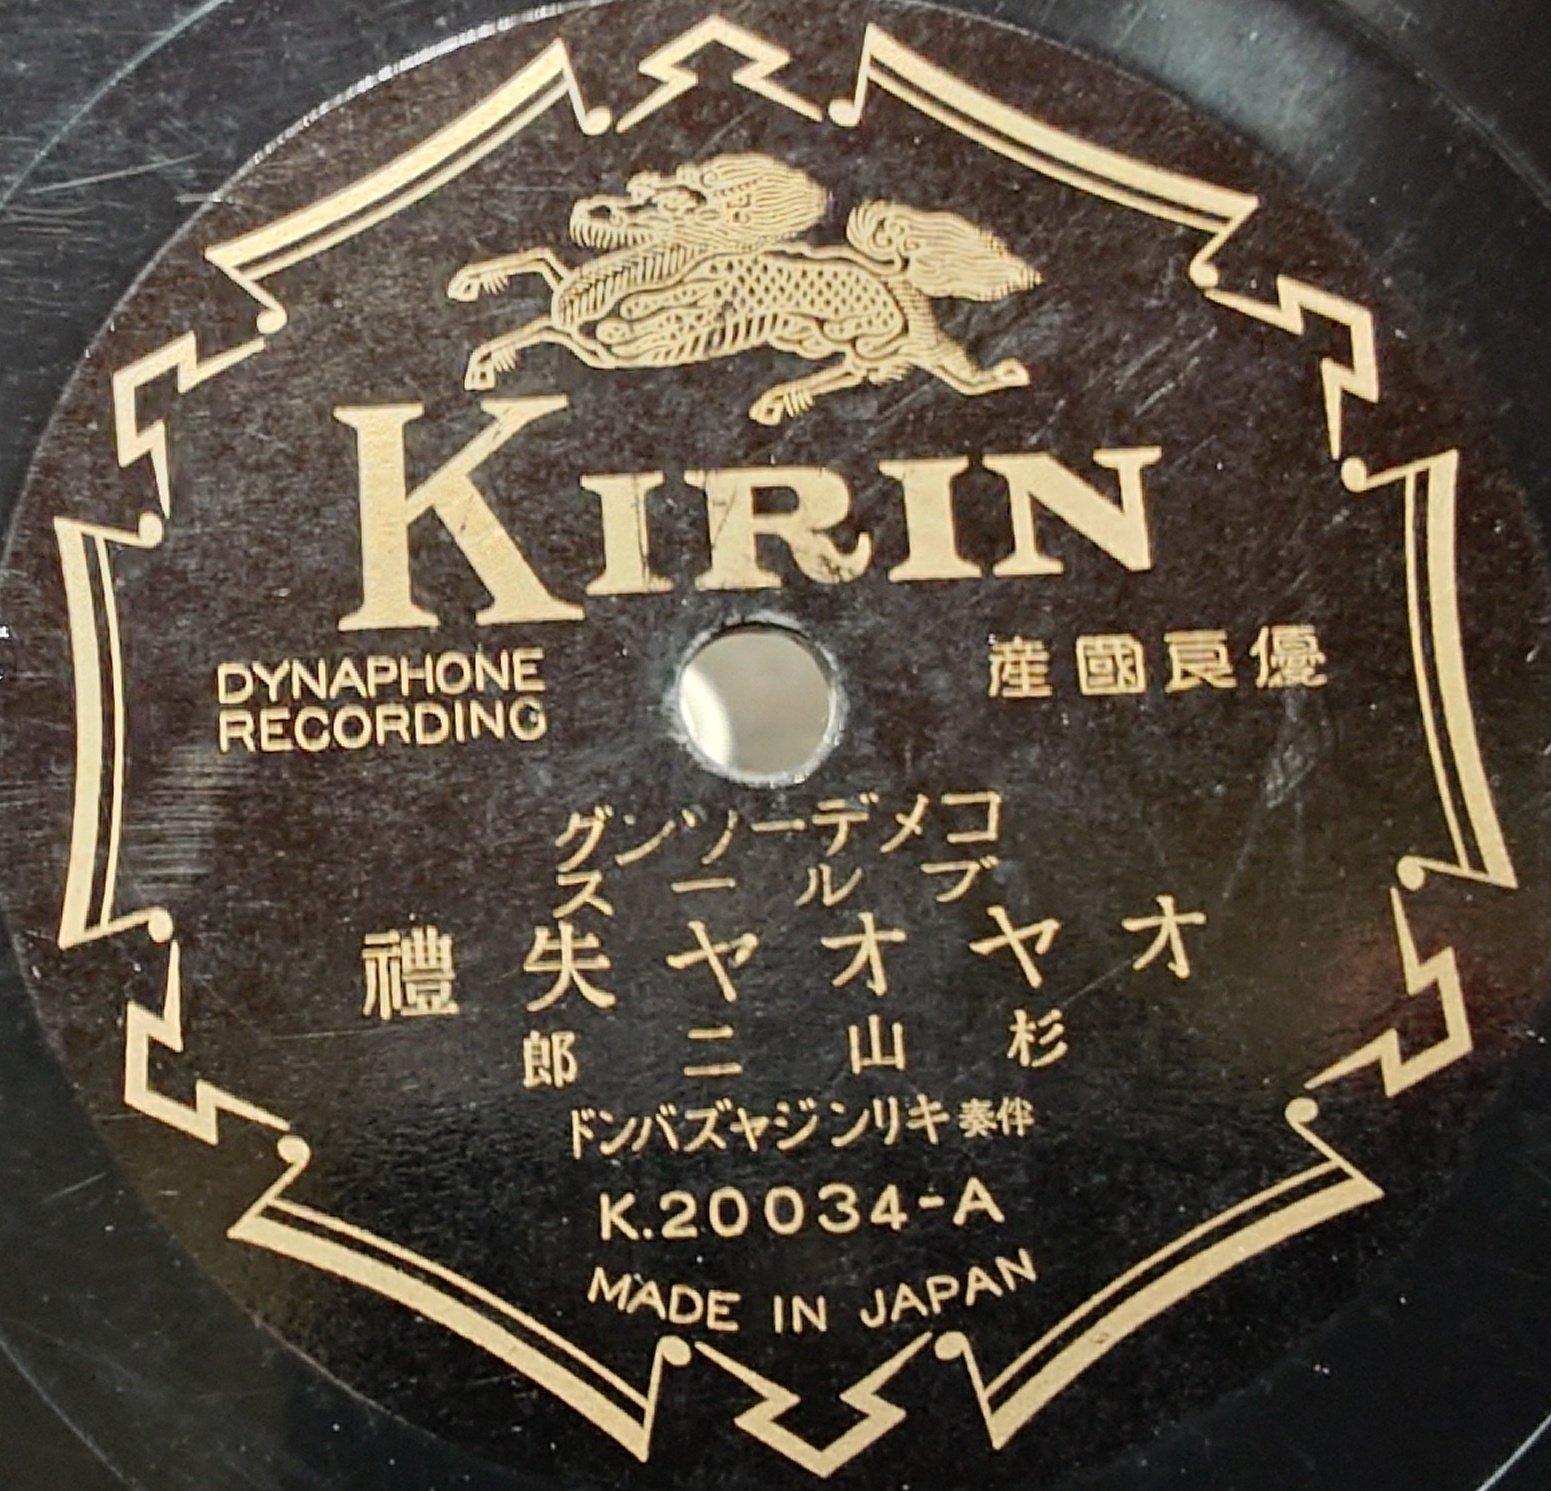 KIRIN
DYNAPHONE
RECORDING
優良國産
コメデーソング
ブルース
オヤオヤ失禮
杉山二郎
伴奏キリンジヤズバンド
K.20034-A
MADE IN JAPAN